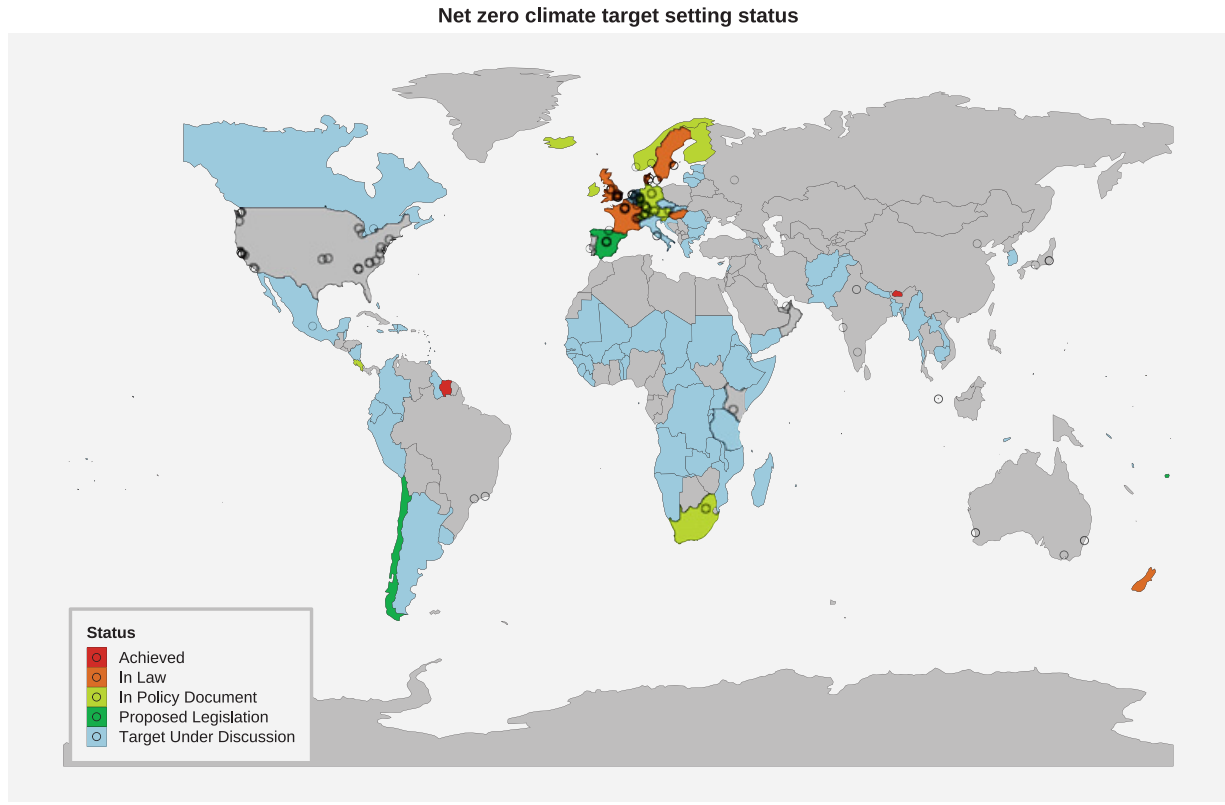 Net zero climate target setting status
Status
Achieved
In Law
In Policy Document
Proposed Legislation
Target Under Discussion